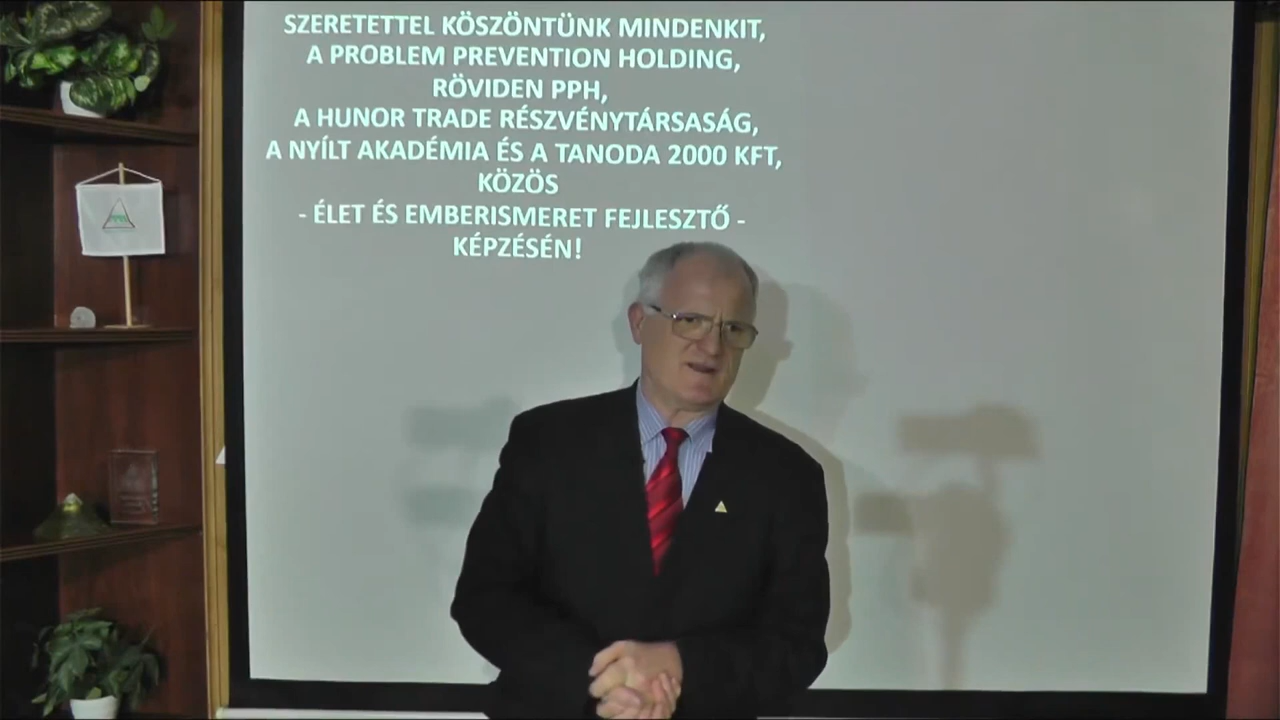 SZERETETTEL KÖSZÖNTÜNK MINDENKIT,
A PROBLEM PREVENTION HOLDING,
RÖVIDEN PPH,
A HUNOR TRADE RÉSZVÉNYTÁRSASÁG,
A NYÍLT AKADÉMIA ÉS A TANODA 2000 KFT,
KÖZÖS
- ÉLET ÉS EMBERISMERET FEJLESZTŐ -
KÉPZÉSÉN!